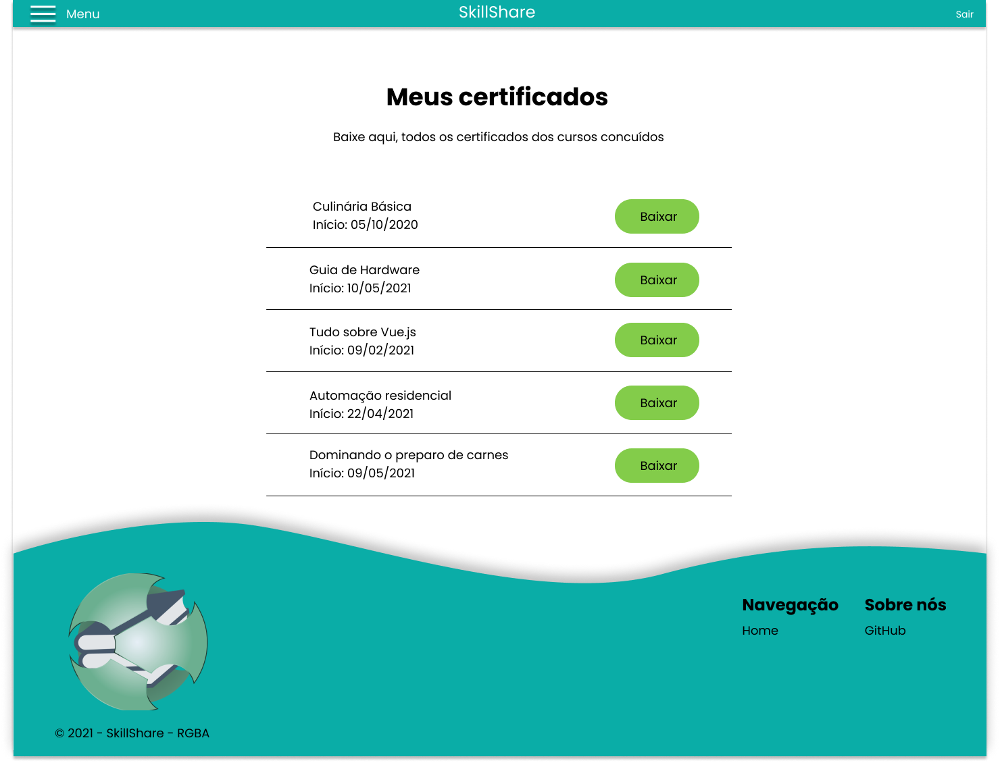 Menu
SkillShare
Sair
Meus certificados
Baixe aqui, todos os certificados dos cursos concuídos
Culinária Básica
Início: 05/10/2020
Baixar
Guia de Hardware
Início: 10/05/2021
Baixar
Tudo sobre Vue.js
Início: 09/02/2021
Baixar
Automação residencial
Início: 22/04/2021
Baixar
Dominando o preparo de carnes
Início: 09/05/2021
Baixar
Navegação
Home
Sobre nós
GitHub
© 2021 - SkillShare - RGBA